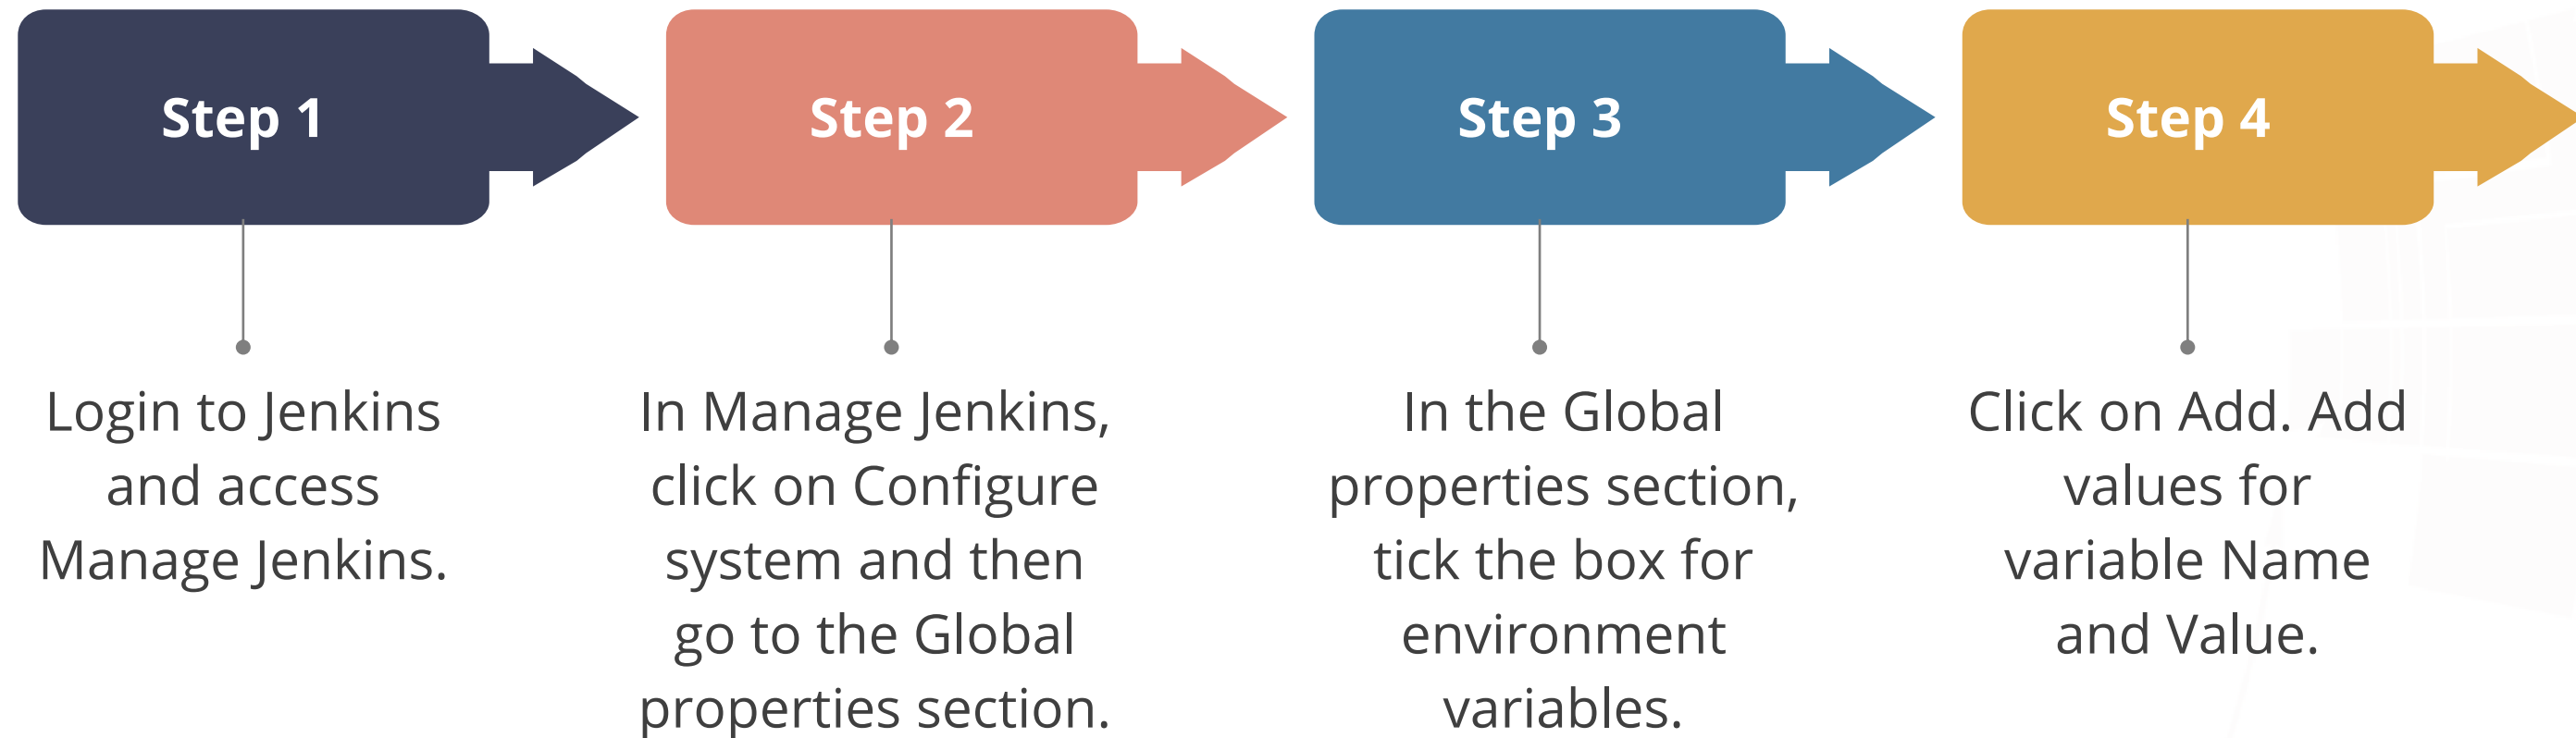 Step 1
Step 2
Step 3
Step 4
Login to Jenkins
and access
Manage Jenkins.
In Manage Jenkins,
click on Configure
system and then
go to the Global
properties section.
In the Global
properties section,
tick the box for
environment
variables.
Click on Add. Add
values for
variable Name
and Value.